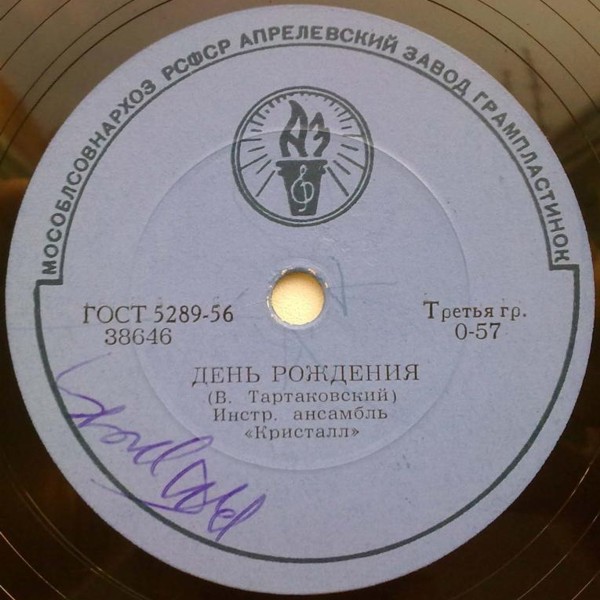 МОСОБЛСОВНАРХОЗ РСФСР АПРЕЛЕВСКИЙ ЗАВОД ГРАМПЛАСТИНОК
АЗ
ГОСТ 5289-56
38646
Третья гр.
0-57
ДЕНЬ РОЖДЕНИЯ
(В. Тартаковский)
Инстр. ансамбль
«Кристалл»